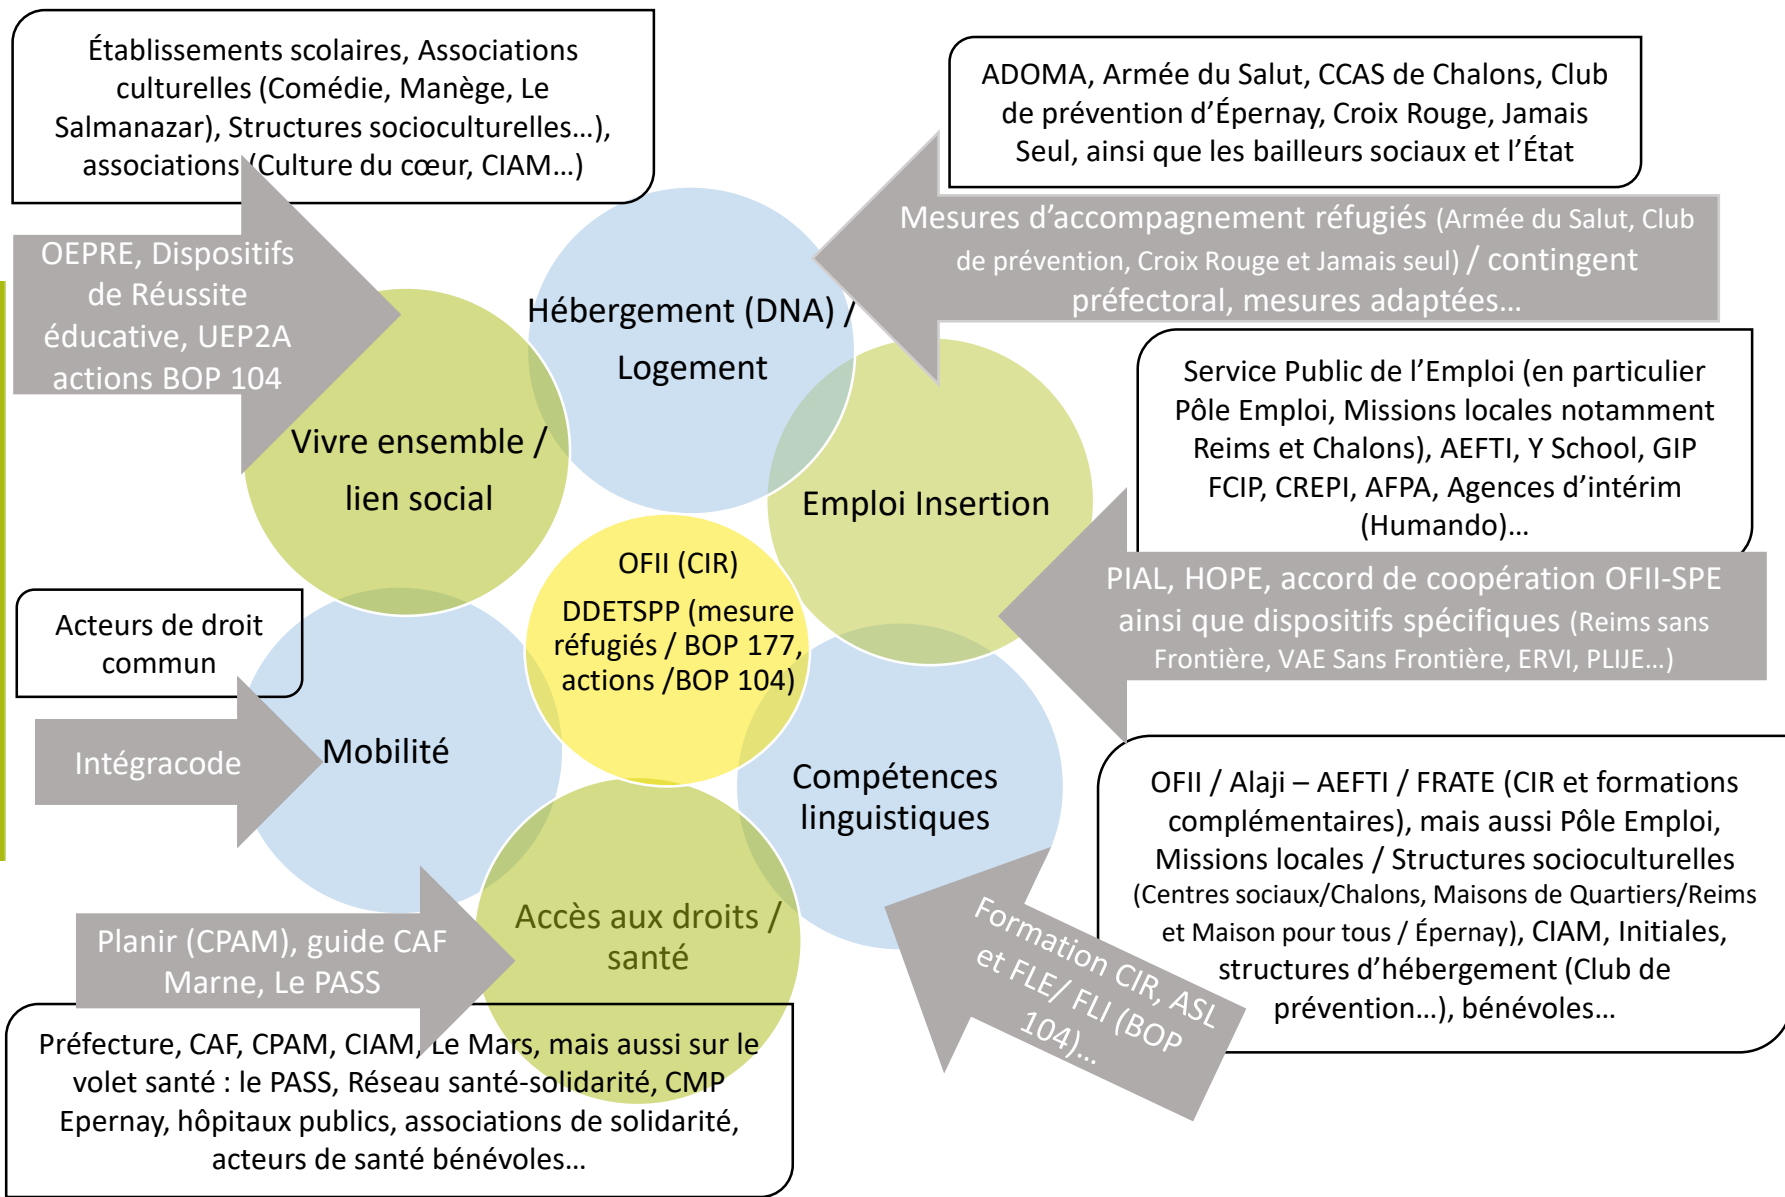 Établissements scolaires, Associations
culturelles (Comédie, Manège, Le
Salmanazar), Structures socioculturelles…),
associations (Culture du cœur, CIAM…)
ADOMA, Armée du Salut, CCAS de Chalons, Club
de prévention d’Épernay, Croix Rouge, Jamais
Seul, ainsi que les bailleurs sociaux et l’État
OEPRE, Dispositifs
de Réussite
éducative, UEP2A
actions BOP 104
Mesures d’accompagnement réfugiés (Armée du Salut, Club
de prévention, Croix Rouge et Jamais seul) / contingent
préfectoral, mesures adaptées…
Hébergement (DNA) /
Logement
Vivre ensemble /
lien social
Emploi Insertion
Service Public de l’Emploi (en particulier
Pôle Emploi, Missions locales notamment
Reims et Chalons), AEFTI, Y School, GIP
FCIP, CREPI, AFPA, Agences d’intérim
(Humando)…
OFII (CIR)
DDETSPP (mesure
réfugiés / BOP 177,
actions /BOP 104)
PIAL, HOPE, accord de coopération OFII-SPE
ainsi que dispositifs spécifiques (Reims sans
Frontière, VAE Sans Frontière, ERVI, PLIJE…)
Acteurs de droit
commun
Intégracode
Mobilité
Compétences
linguistiques
OFII / Alaji – AEFTI / FRATE (CIR et formations
complémentaires), mais aussi Pôle Emploi,
Missions locales / Structures socioculturelles
(Centres sociaux/Chalons, Maisons de Quartiers/Reims
et Maison pour tous / Épernay), CIAM, Initiales,
structures d’hébergement (Club de
prévention…), bénévoles…
Formation CIR, ASL
et FLE/ FLI (BOP
104)…
Accès aux droits /
santé
Planir (CPAM), guide CAF
Marne, Le PASS
Préfecture, CAF, CPAM, CIAM, Le Mars, mais aussi sur le
volet santé : le PASS, Réseau santé-solidarité, CMP
Epernay, hôpitaux publics, associations de solidarité,
acteurs de santé bénévoles…